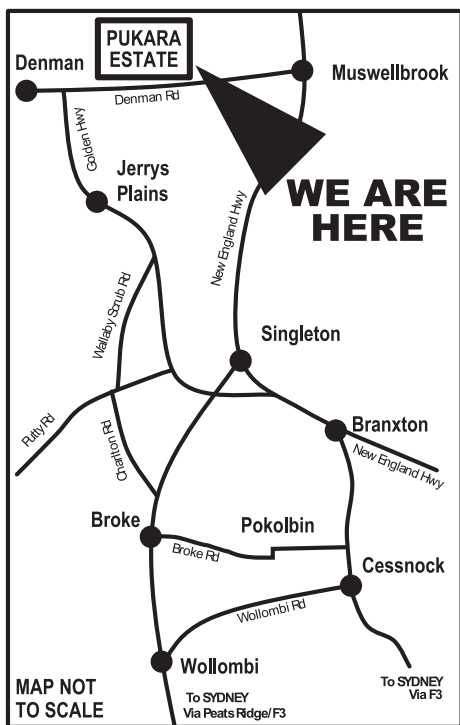 PUKARA
ESTATE
Denman
Muswellbrook
Denman Rd
Golden Hwy
Jerrys
Plains
WE ARE
HERE
New England Hwy
Wallaby Scrub Rd
Singleton
Putty Rd
Charlton Rd
Branxton
New England Hwy
Broke
Pokolbin
Broke Rd
Cessnock
Wollombi Rd
Wollombi
To SYDNEY
Via F3
MAP NOT
TO SCALE
To SYDNEY
Via Peats Ridge/F3